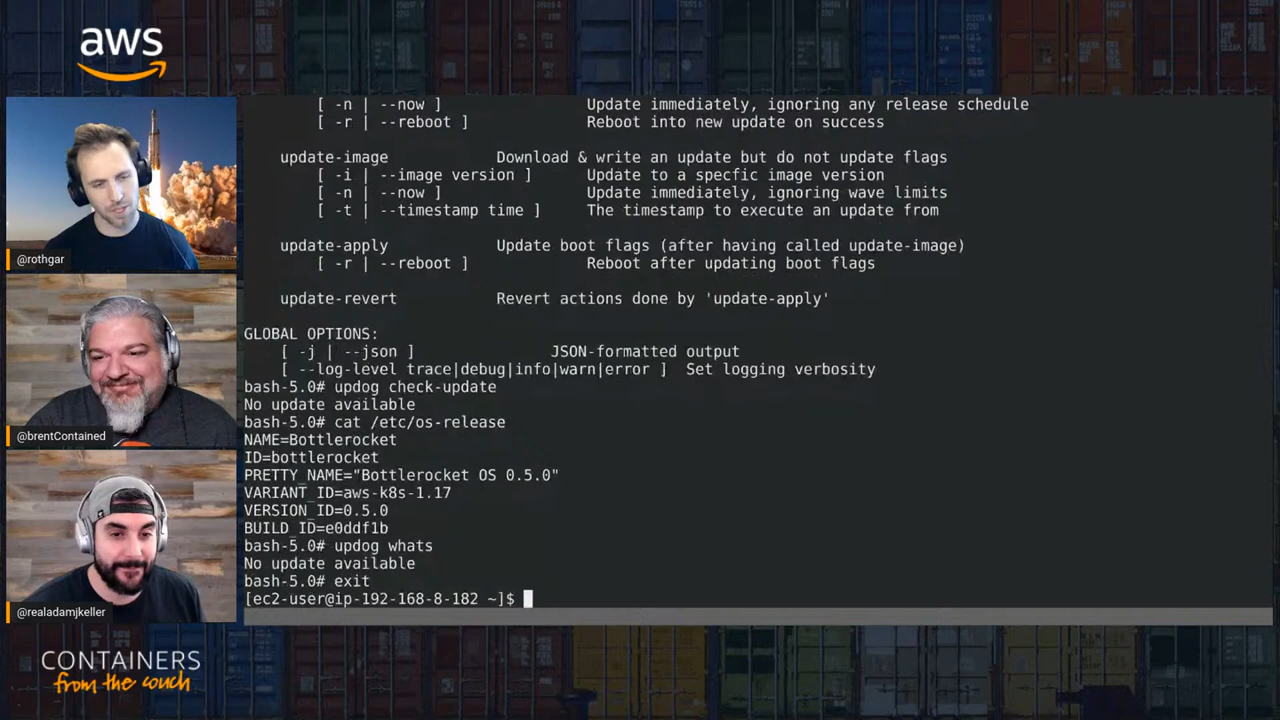 aws
@rothgar
@brentContained
@realadamjkeller
CONTAINERS
from the couch
[ -n | --now ] Update immediately, ignoring any release schedule
[ -r | --reboot ] Reboot into new update on success
update-image Download & write an update but do not update flags
[ -i | --image version ] Update to a specfic image version
[ -n | --now ] Update immediately, ignoring wave limits
[ -t | --timestamp time ] The timestamp to execute an update from
update-apply Update boot flags (after having called update-image)
[ -r | --reboot ] Reboot after updating boot flags
update-revert Revert actions done by 'update-apply'
GLOBAL OPTIONS:
[ -j | --json ] JSON-formatted output
[ --log-level trace|debug|info|warn|error ] Set logging verbosity
bash-5.0# updog check-update
No update available
bash-5.0# cat /etc/os-release
NAME=Bottlerocket
ID=bottlerocket
PRETTY_NAME="Bottlerocket OS 0.5.0"
VARIANT_ID=aws-k8s-1.17
VERSION_ID=0.5.0
BUILD_ID=e0ddf1b
bash-5.0# updog whats
No update available
bash-5.0# exit
[ec2-user@ip-192-168-8-182 ~]$